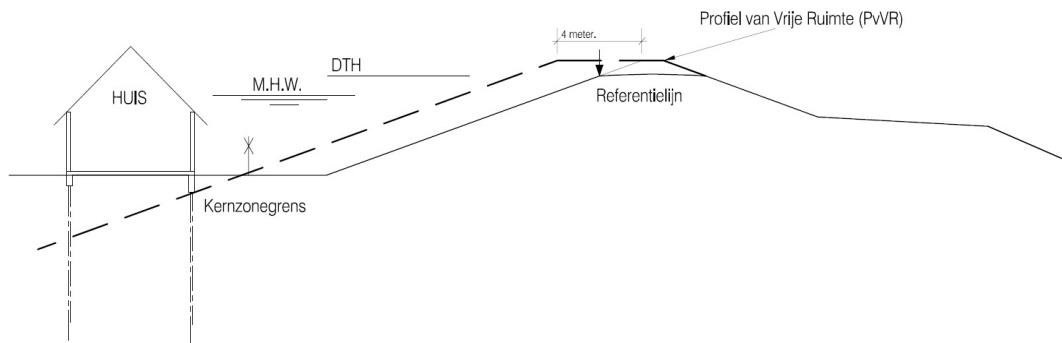 Profiel van Vrije Ruimte (PvVR)
4 meter.
DTH
M.H.W.
HUIS
Referentielijn
Kernzonegrens